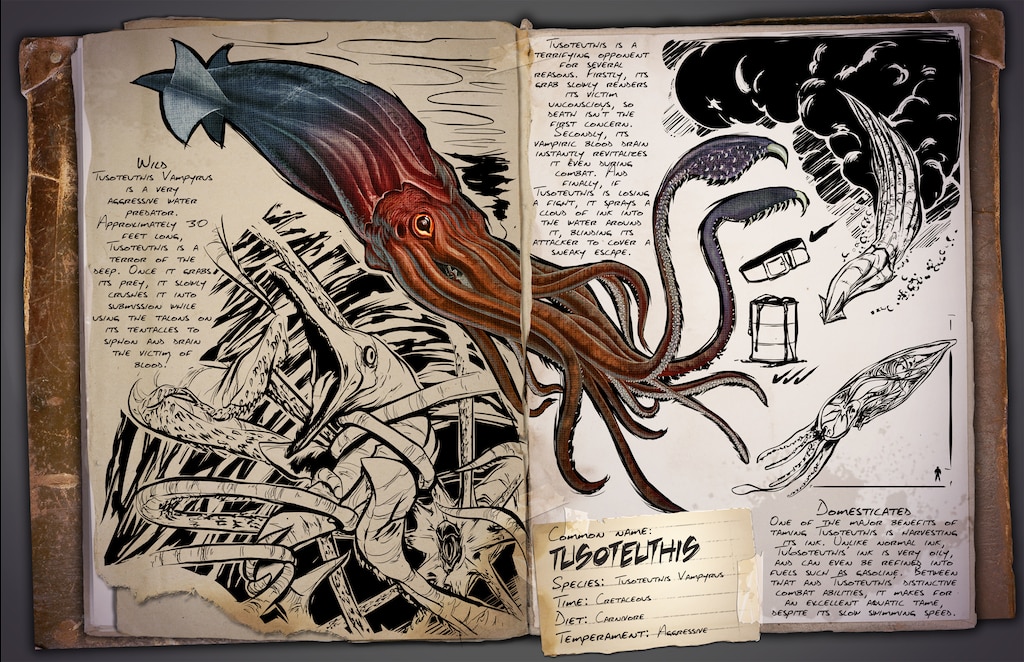 Wild
Tusoteuthis Vampyrus
is a very
aggressive water
predator.
Approximately 30
feet long,
Tusoteuthis is a
terror of the
deep. Once it grabs
its prey, it slowly
crushes it into
submission while
using the talons on
its tentacles to
siphon and drain
the victim of
blood.
Tusoteuthis is a
terrifying opponent
for several
reasons. Firstly, its
grab slowly renders
its victim
unconscious, so
death isn't the
first concern.
Secondly, its
vampiric blood drain
instantly revitalizes
it even during
combat. And
finally, if
Tusoteuthis is losing
a fight, it sprays a
cloud of ink into
the water around
it, blinding its
attacker to cover a
sneaky escape.
Common name:
Tusoteuthis
Species: Tusoteuthis Vampyrus
Time: Cretaceous
Diet: Carnivore
Temperament: Aggressive
Domesticated
One of the major benefits of
taming Tusoteuthis is harvesting
its ink. Unlike normal ink,
Tusoteuthis ink is very oily,
and can even be refined into
fuels such as gasoline. Between
that and Tusoteuthis distinctive
combat abilities, it makes for
an excellent aquatic tame,
despite its slow swimming speed.